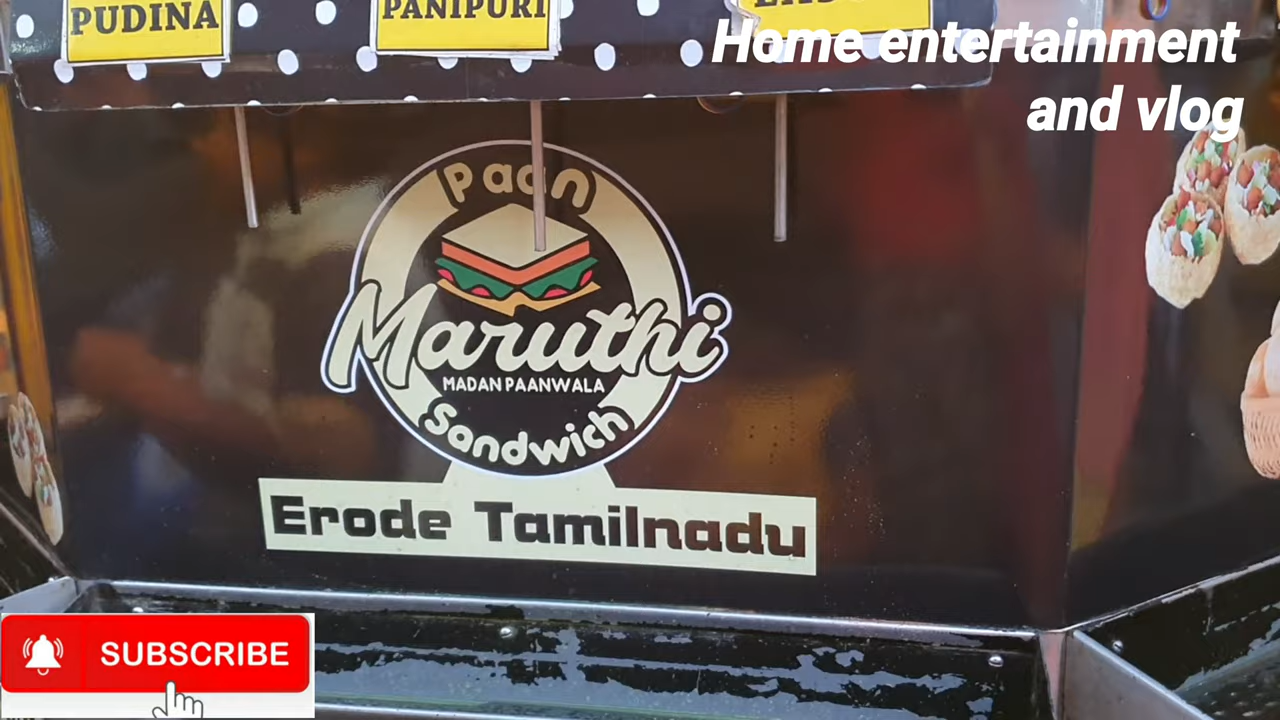 PUDINA
PANIPURI
Home entertainment
and vlog
Paan
Maruthi
MADAN PAANWALA
Sandwich
Erode Tamilnadu
SUBSCRIBE